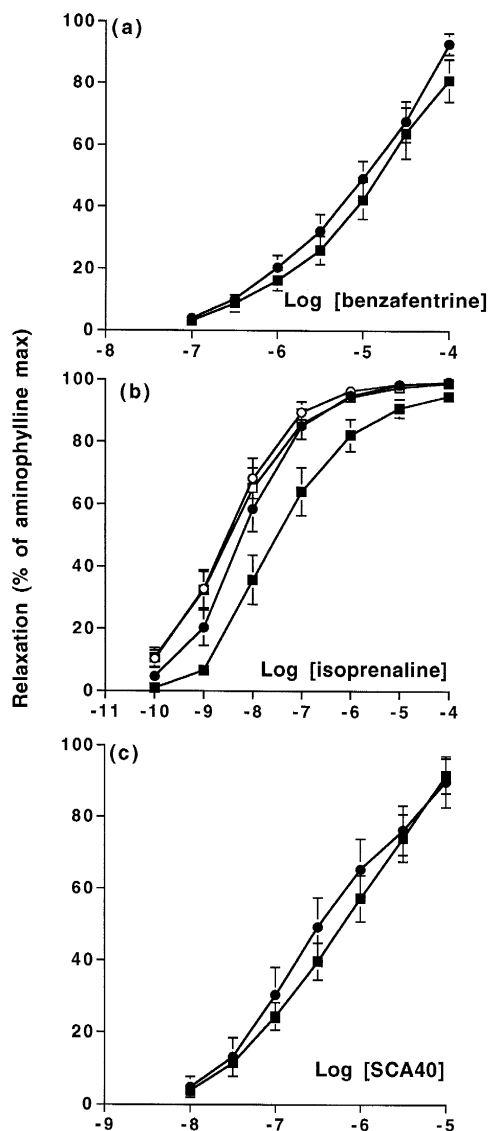 Relaxation (% of aminophylline max)
(a)
100
80
60
40
20
0
-8 -7 -6 -5 -4
Log [benzafentrine]
(b)
100
80
60
40
20
0
-11 -10 -9 -8 -7 -6 -5 -4
Log [isoprenaline]
(c)
100
80
60
40
20
0
-9 -8 -7 -6 -5
Log [SCA40]